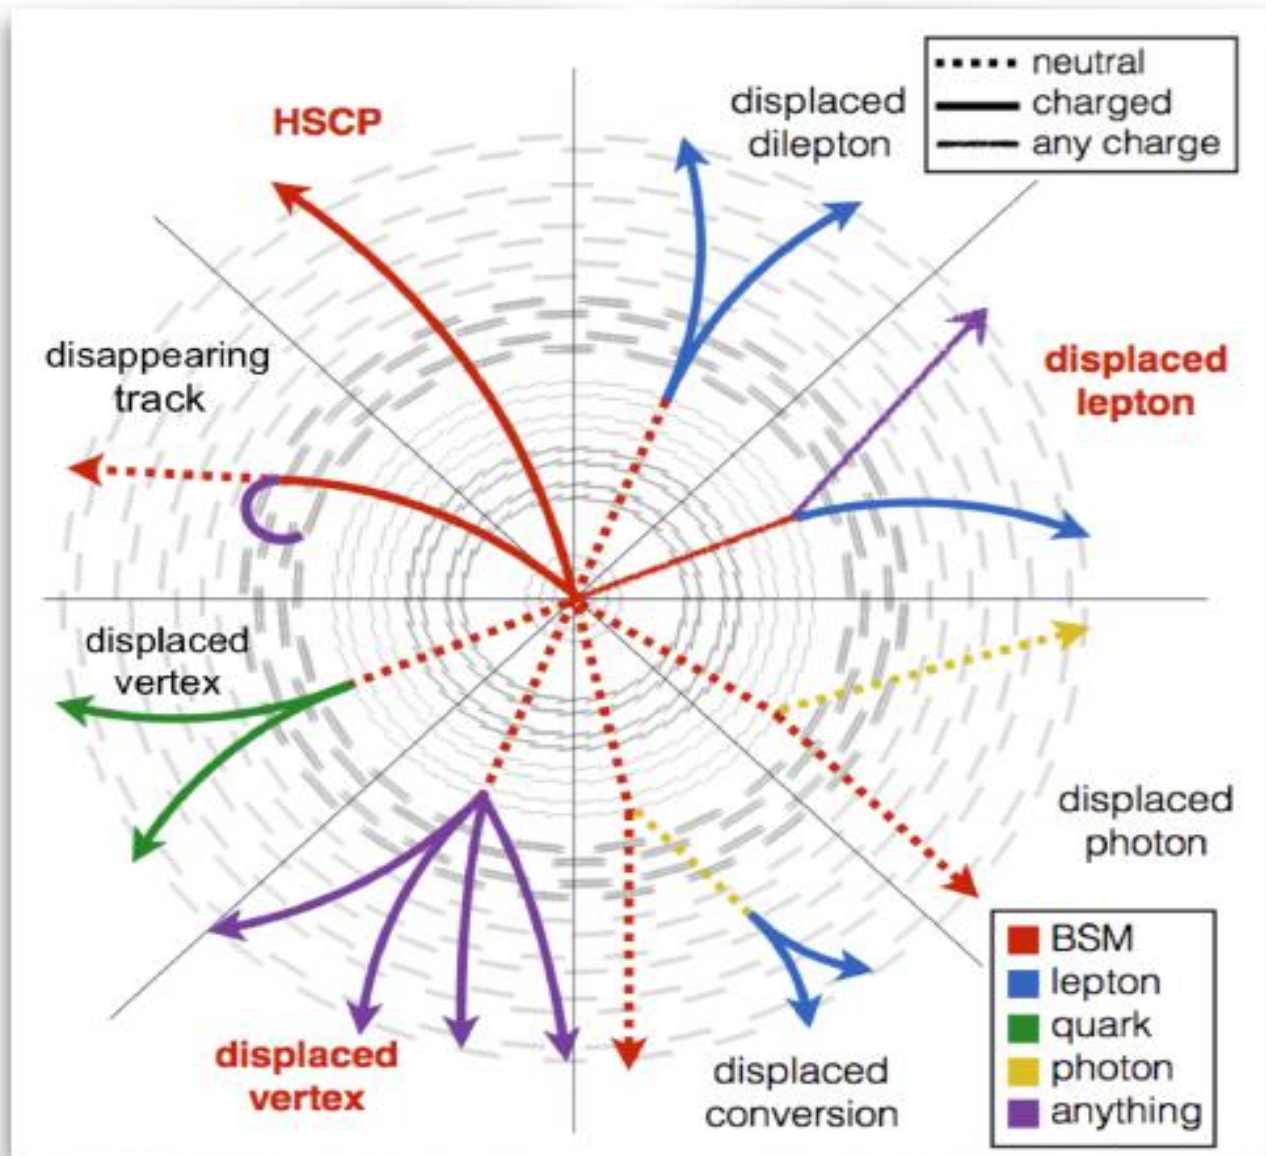 HSCP
displaced
dilepton
neutral
charged
any charge
disappearing
track
displaced
lepton
displaced
vertex
displaced
photon
displaced
vertex
displaced
conversion
BSM
lepton
quark
photon
anything